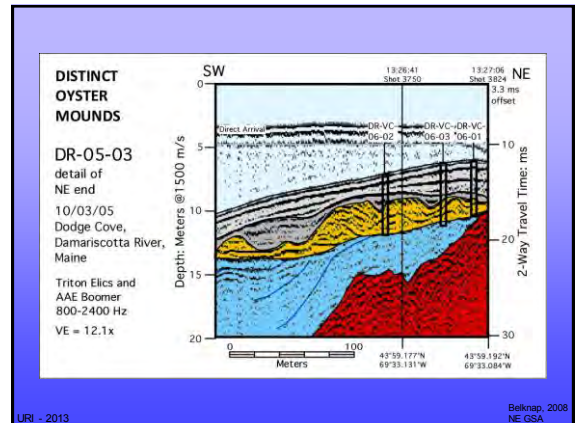 DISTINCT
OYSTER
MOUNDS
DR-05-03
detail of
NE end
10/03/05
Dodge Cove,
Damariscotta River,
Maine
Triton Elics and
AAE Boomer
800-2400 Hz
VE = 12.1x
SW
13:26:41
Shot 3750
13:27:06
Shot 3824
NE
3.3 ms
offset
Direct Arrival
DR-VC-
06-02
DR-VC-
06-03
DR-VC-
06-01
Depth: Meters @1500 m/s
0
5
10
15
20
2-Way Travel Time: ms
10
20
30
0
100
Meters
43°59.177'N
69°33.131'W
43°59.192'N
69°33.084'W
URI - 2013
Belknap, 2008
NE GSA